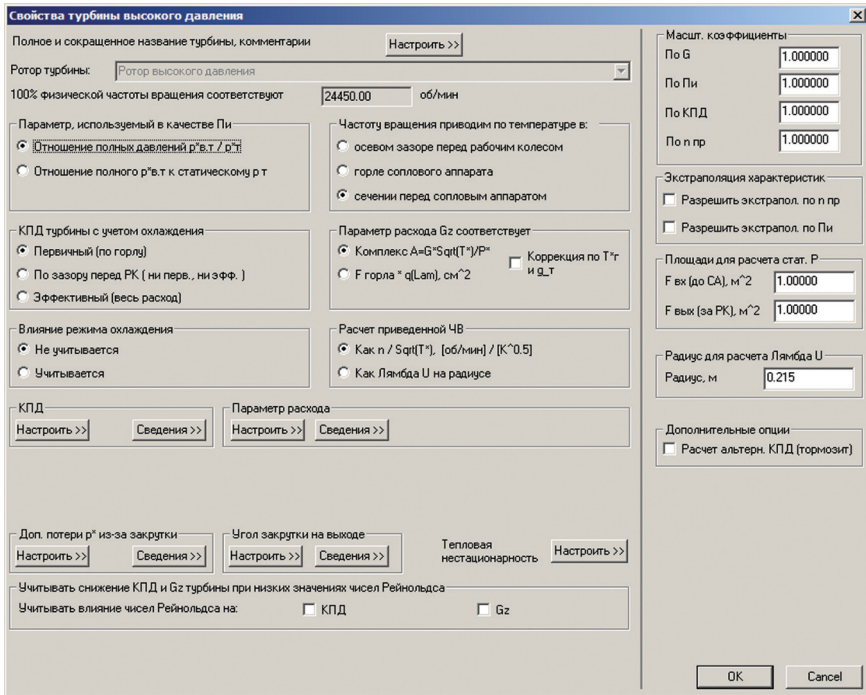 Свойства турбины высокого давления
Полное и сокращенное название турбины, комментарии
Настроить >>
Ротор турбины:
Ротор высокого давления
100% физической частоты вращения соответствуют
24450.00
об/мин
Параметр, используемый в качестве Пи
Отношение полных давлений p*в.т / p*т
Отношение полного p*в.т к статическому p т
Частоту вращения приводим по температуре в:
осевом зазоре перед рабочим колесом
горле соплового аппарата
сечении перед сопловым аппаратом
КПД турбины с учетом охлаждения
Первичный (по горлу)
По зазору перед РК ( ни перв., ни эфф. )
Эффективный (весь расход)
Параметр расхода Gz соответствует
Комплекс A=G*Sqrt(T*)/P*
F горла * q(Lam), см^2
Коррекция по T*г
и g_т
Влияние режима охлаждения
Не учитывается
Учитывается
Расчет приведенной ЧВ
Как n / Sqrt(T*), [об/мин] / [K^0.5]
Как Лямбда U на радиусе
КПД
Настроить >>
Сведения >>
Параметр расхода
Настроить >>
Сведения >>
Доп. потери p* из-за закрутки
Настроить >>
Сведения >>
Угол закрутки на выходе
Настроить >>
Сведения >>
Тепловая
нестационарность
Настроить >>
Учитывать снижение КПД и Gz турбины при низких значениях чисел Рейнольдса
Учитывать влияние чисел Рейнольдса на:
КПД
Gz
Масшт. коэффициенты
По G
1.000000
По Пи
1.000000
По КПД
1.000000
По n пр
1.000000
Экстраполяция характеристик
Разрешить экстрапол. по n пр
Разрешить экстрапол. по Пи
Площади для расчета стат. P
F вх (до СА), м^2
1.00000
F вых (за РК), м^2
1.00000
Радиус для расчета Лямбда U
Радиус, м
0.215
Дополнительные опции
Расчет альтерн. КПД (тормозит)
OK
Cancel